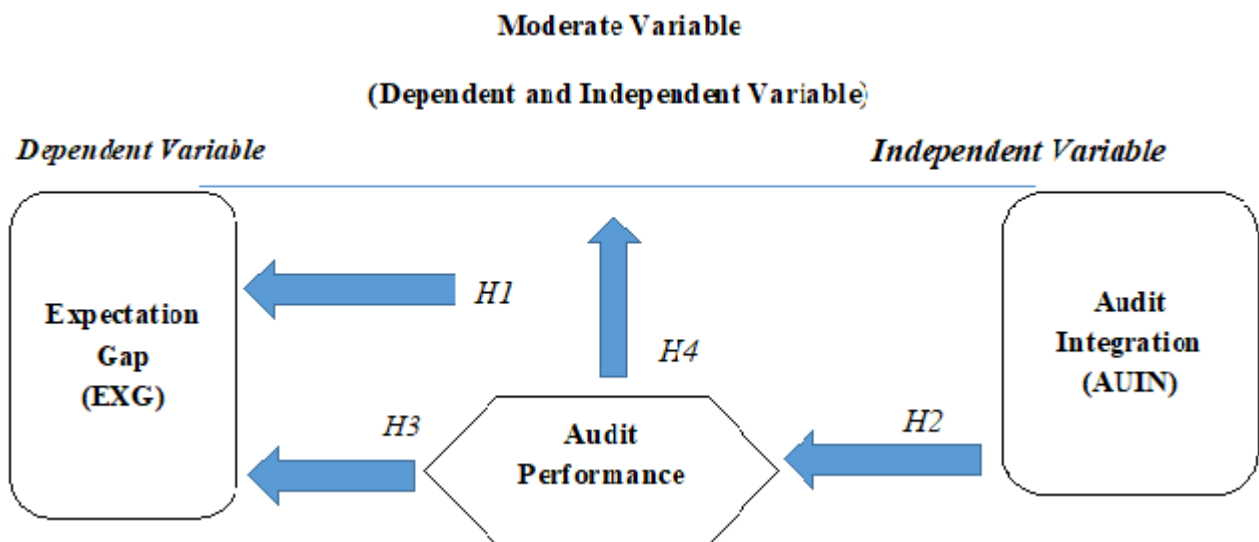 Moderate Variable
(Dependent and Independent Variable)
Dependent Variable
Independent Variable
H1
Expectation
Gap
(EXG)
Audit
Integration
(AUIN)
H4
H3
H2
Audit
Performance